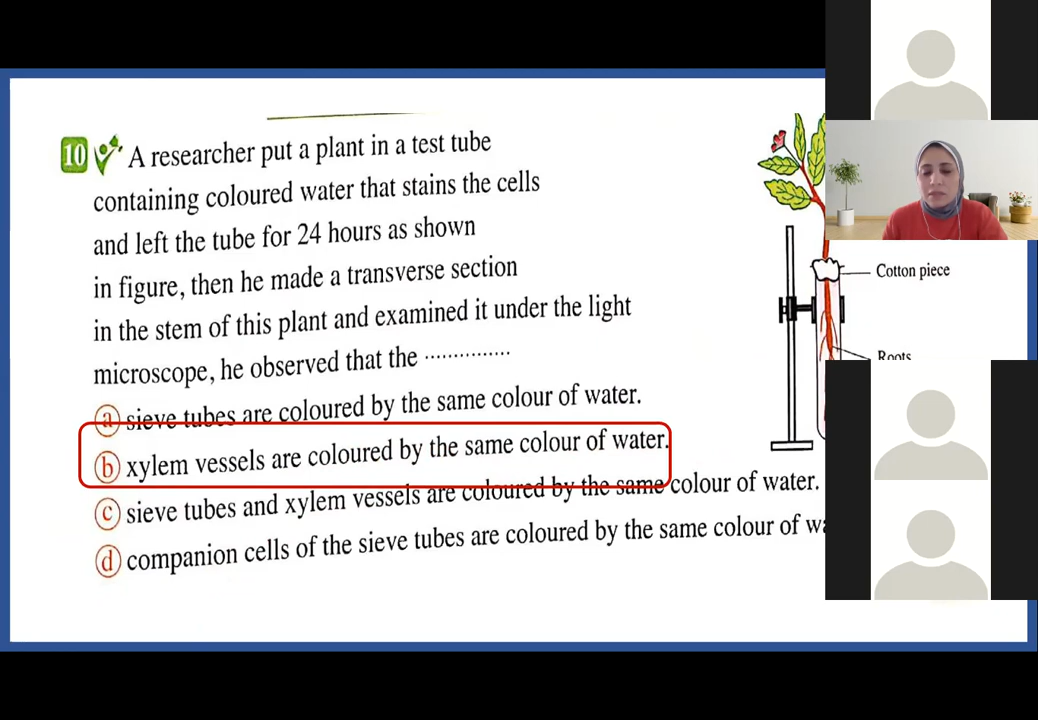 10 A researcher put a plant in a test tube
containing coloured water that stains the cells
and left the tube for 24 hours as shown
in figure, then he made a transverse section
in the stem of this plant and examined it under the light
microscope, he observed that the ...............
a sieve tubes are coloured by the same colour of water.
b xylem vessels are coloured by the same colour of water.
c sieve tubes and xylem vessels are coloured by the same colour of water.
d companion cells of the sieve tubes are coloured by the same colour of
Cotton piece
Roots